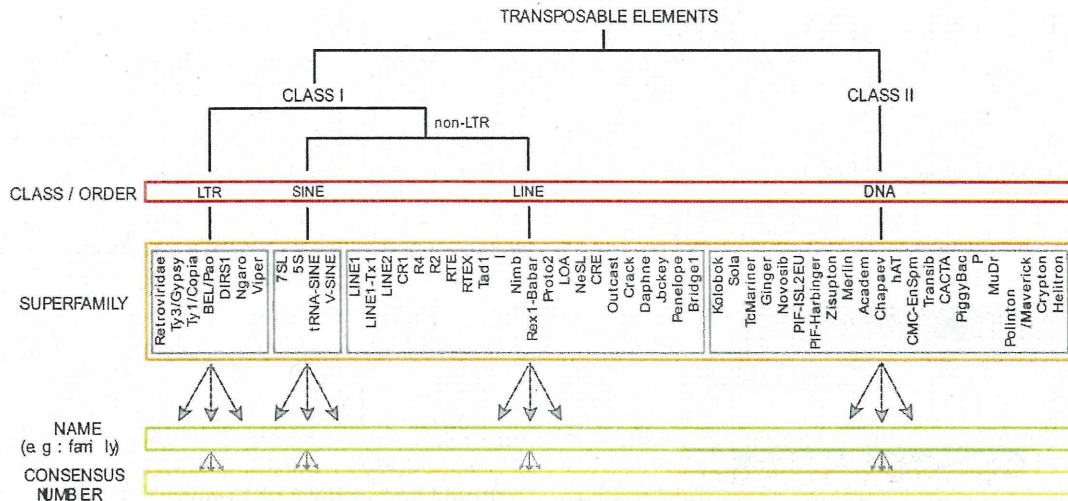 TRANSPOSABLE ELEMENTS
CLASS I
CLASS II
non-LTR
CLASS / ORDER
LTR
SINE
LINE
DNA
SUPERFAMILY
Retroviridae
Ty3/Gypsy
Ty1/Copia
BEL/Pao
DIRS1
Ngaro
Viper
7SL
5S
tRNA-SINE
V-SINE
LINE1
LINE1-Tx1
LINE2
CR1
R4
R2
RTE
RTEX
Tad1
I
Nimb
Rex1-Babar
Proto2
LOA
NeSL
CRE
Outcast
Crack
Daphne
Jockey
Penelope
Bridge1
Kolobok
Sola
TcMariner
Ginger
Novosib
PIF-ISL2EU
PIF-Harbinger
Zisupton
Merlin
Academ
Chapaev
hAT
CMC-EnSpm
Transib
CACTA
PiggyBac
P
MuDr
Polinton
/Maverick
Crypton
Helitron
NAME
(e g : family)
CONSENSUS
NUMBER